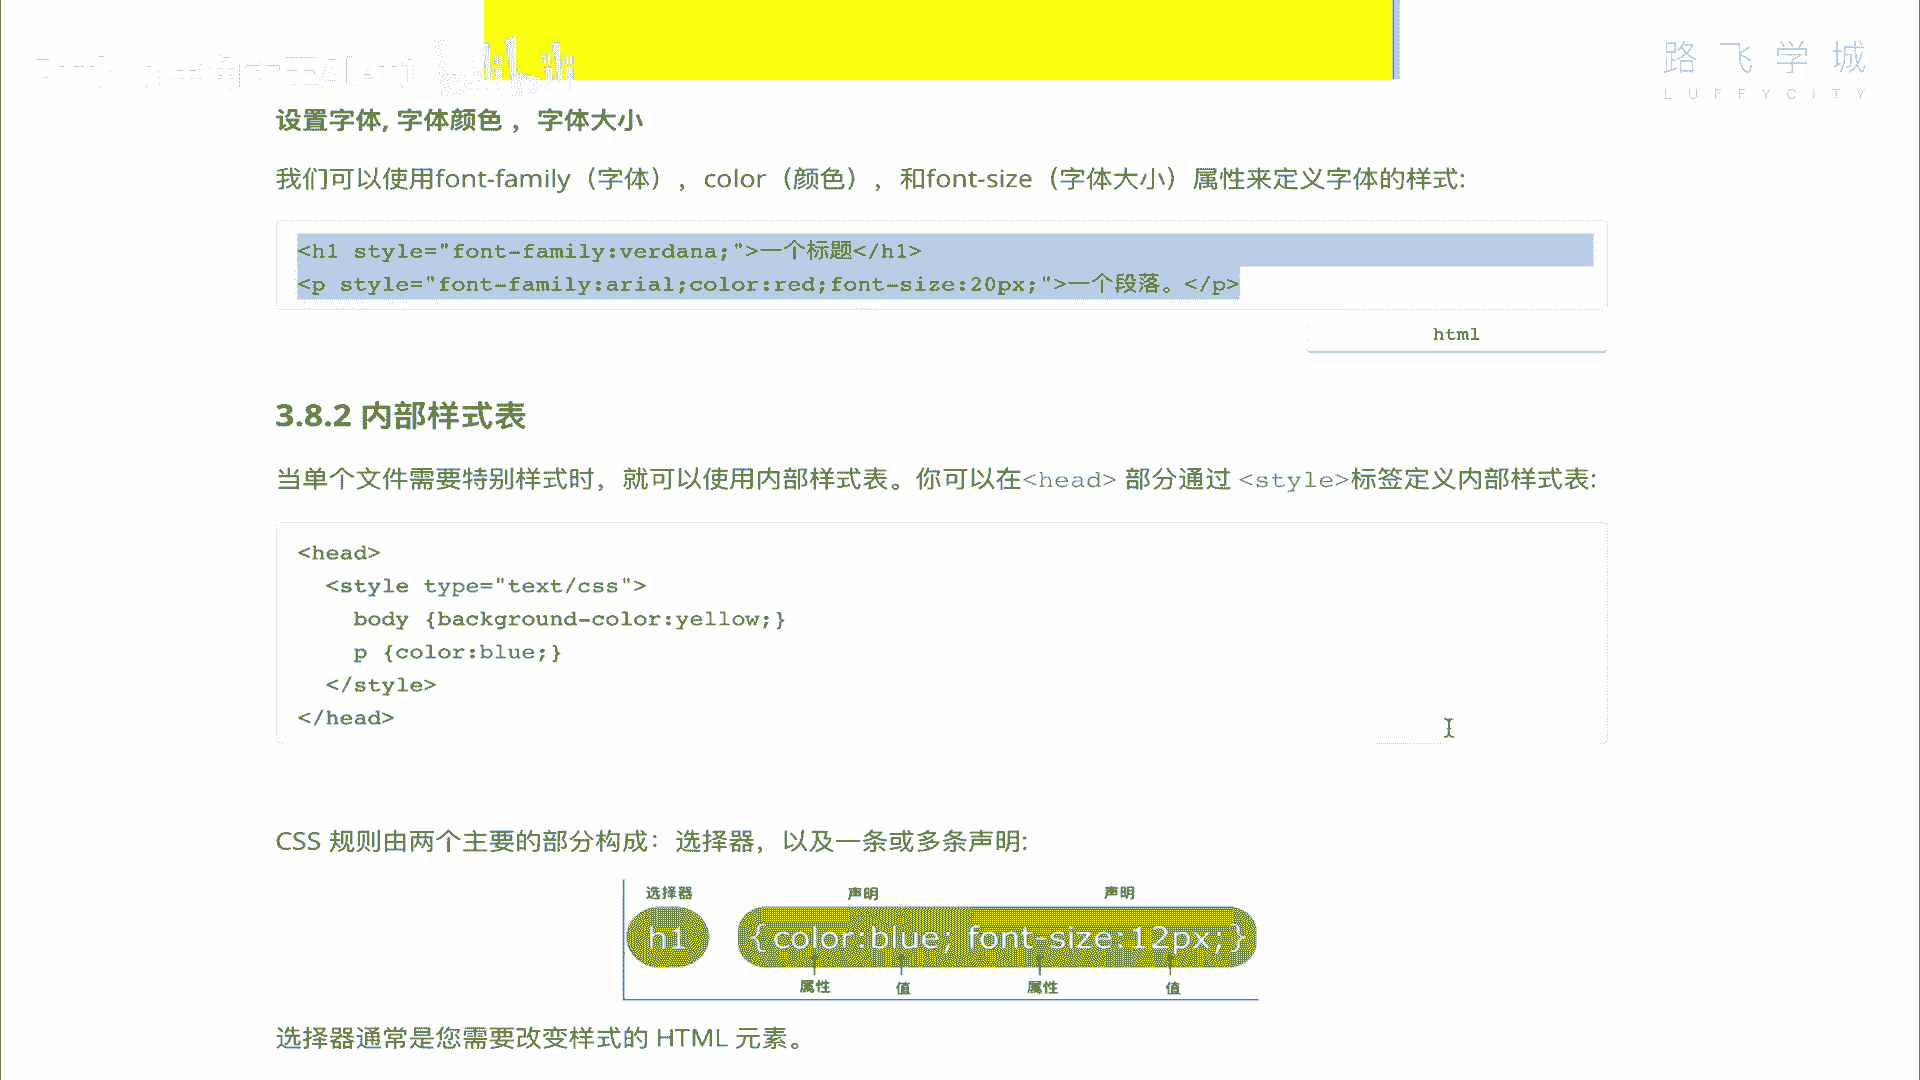 bilibili
路飞学城
LUFFYCITY
设置字体, 字体颜色 ，字体大小
我们可以使用font-family（字体），color（颜色），和font-size（字体大小）属性来定义字体的样式:
<h1 style="font-family:verdana;">一个标题</h1>
<p style="font-family:arial;color:red;font-size:20px;">一个段落。</p>
html
3.8.2 内部样式表
当单个文件需要特别样式时，就可以使用内部样式表。你可以在<head> 部分通过 <style>标签定义内部样式表:
<head>
<style type="text/css">
body {background-color:yellow;}
p {color:blue;}
</style>
</head>
CSS 规则由两个主要的部分构成：选择器，以及一条或多条声明:
选择器 声明 声明
h1 { color:blue; font-size:12px; }
属性 值 属性 值
选择器通常是您需要改变样式的 HTML 元素。